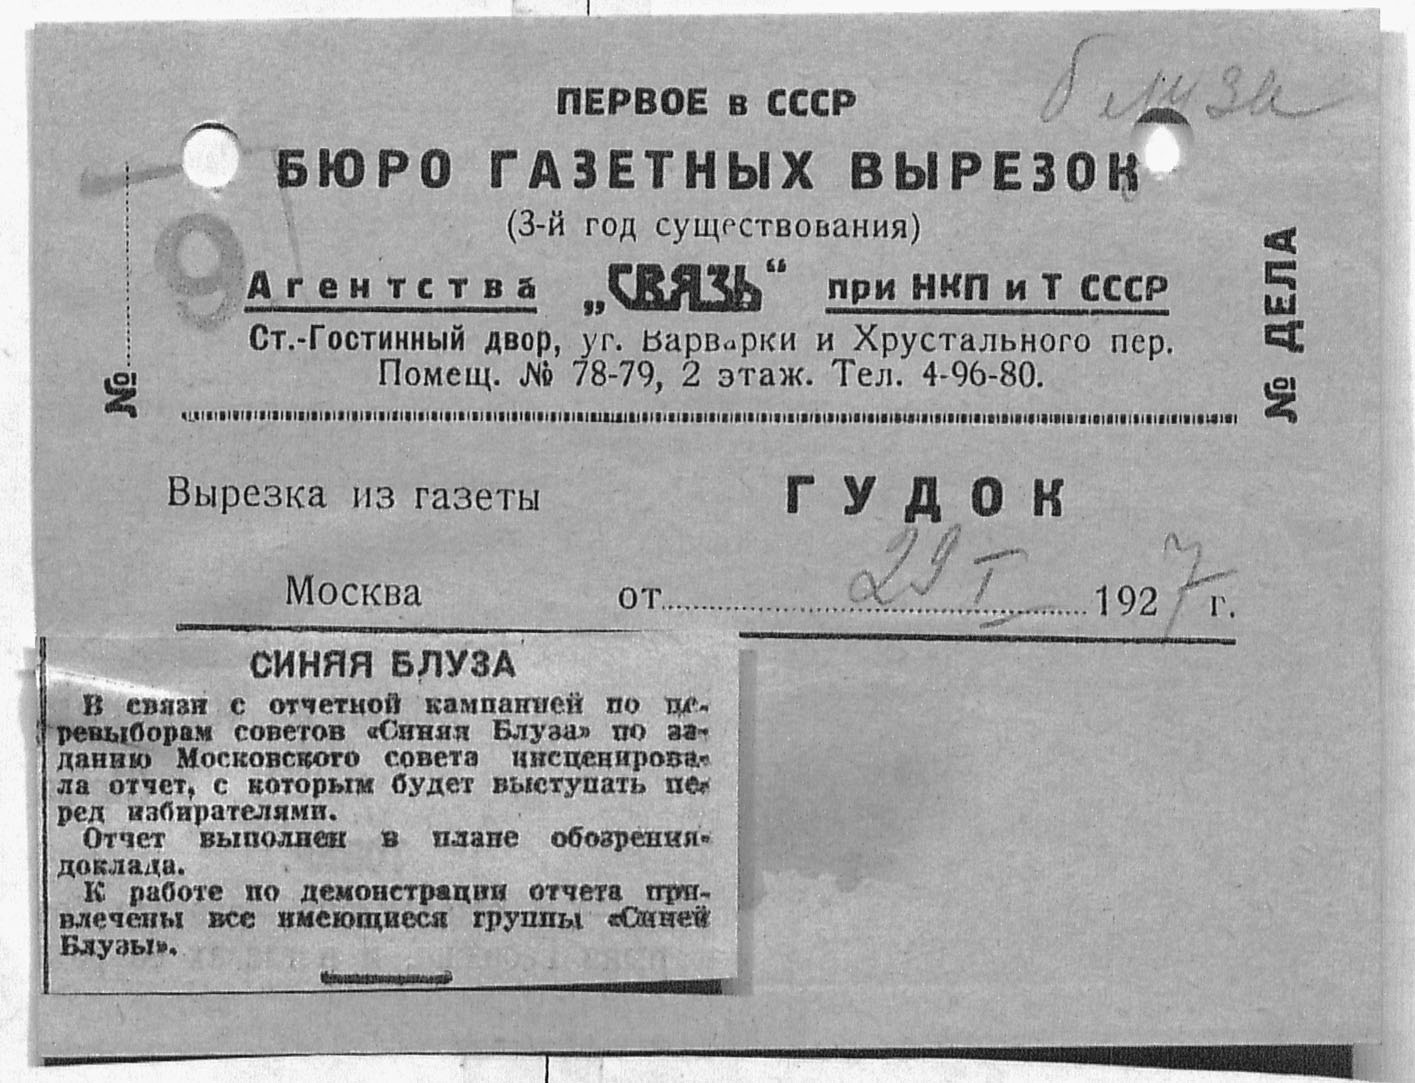 блуза
ПЕРВОЕ в СССР
БЮРО ГАЗЕТНЫХ ВЫРЕЗОК
(3-й год существования)
Агентства „СВЯЗЬ“ при НКП и Т СССР
Ст.-Гостинный двор, уг. Варварки и Хрустального пер.
Помещ. № 78-79, 2 этаж. Тел. 4-96-80.
№
97
№ ДЕЛА
Вырезка из газеты ГУДОК
Москва от 29 I 1927 г.
СИНЯЯ БЛУЗА
В связи с отчетной кампанией по пе-
ревыборам советов «Синяя Блуза» по за-
данию Московского совета инсценирова-
ла отчет, с которым будет выступать пе-
ред избирателями.
Отчет выполнен в плане обозрения-
доклада.
К работе по демонстрации отчета при-
влечены все имеющиеся группы «Синей
Блузы».